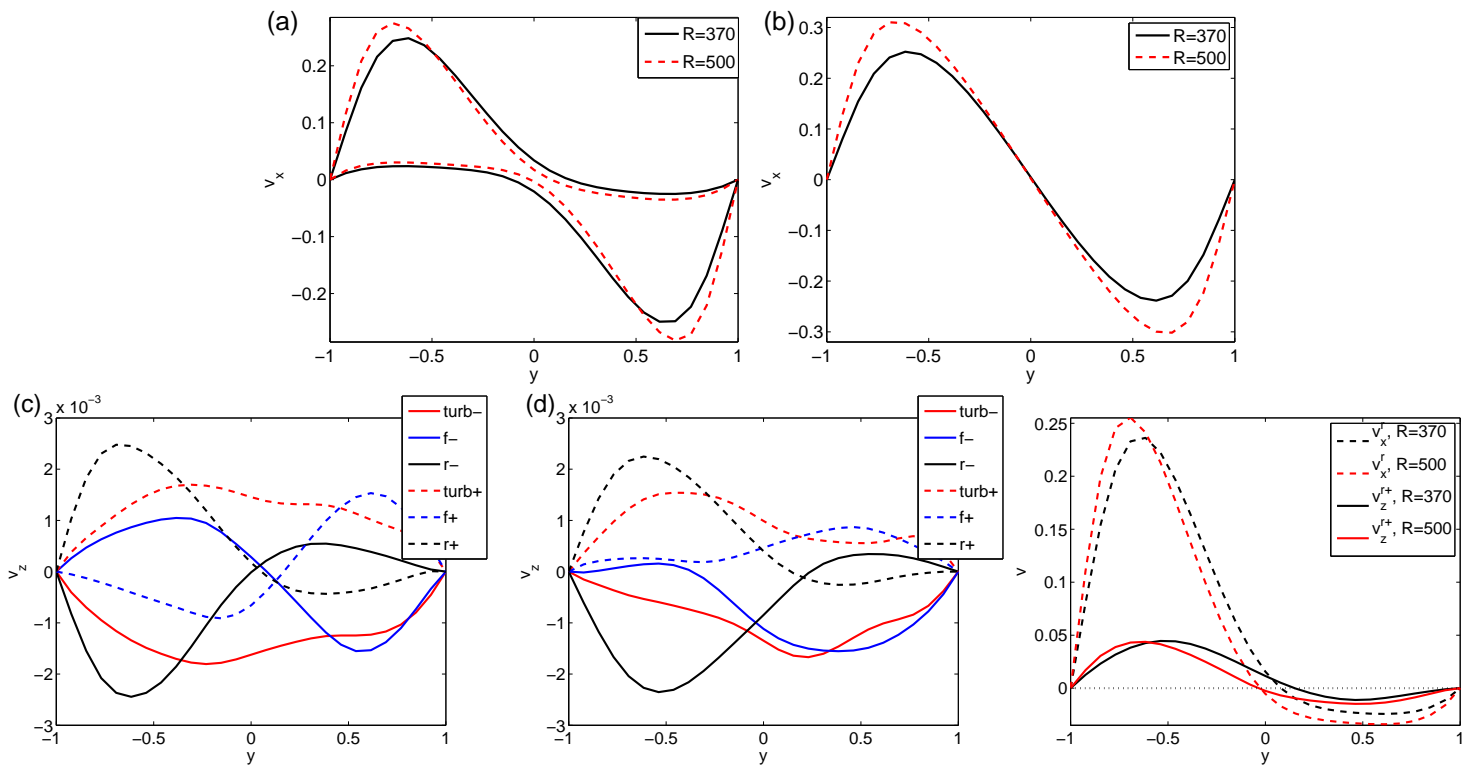 (a)
R=370
R=500
0.2
0.1
0
−0.1
−0.2
v_x
−1
−0.5
0
0.5
1
y
(b)
R=370
R=500
0.3
0.2
0.1
0
−0.1
−0.2
−0.3
v_x
−1
−0.5
0
0.5
1
y
(c)
x 10^−3
turb−
f−
r−
turb+
f+
r+
3
2
1
0
−1
−2
−3
v_z
−1
−0.5
0
0.5
1
y
(d)
x 10^−3
turb−
f−
r−
turb+
f+
r+
3
2
1
0
−1
−2
−3
v_z
−1
−0.5
0
0.5
1
y
v_x^r, R=370
v_x^r, R=500
v_z^r+, R=370
v_z^r+, R=500
0.25
0.2
0.15
0.1
0.05
0
v
−1
−0.5
0
0.5
1
y